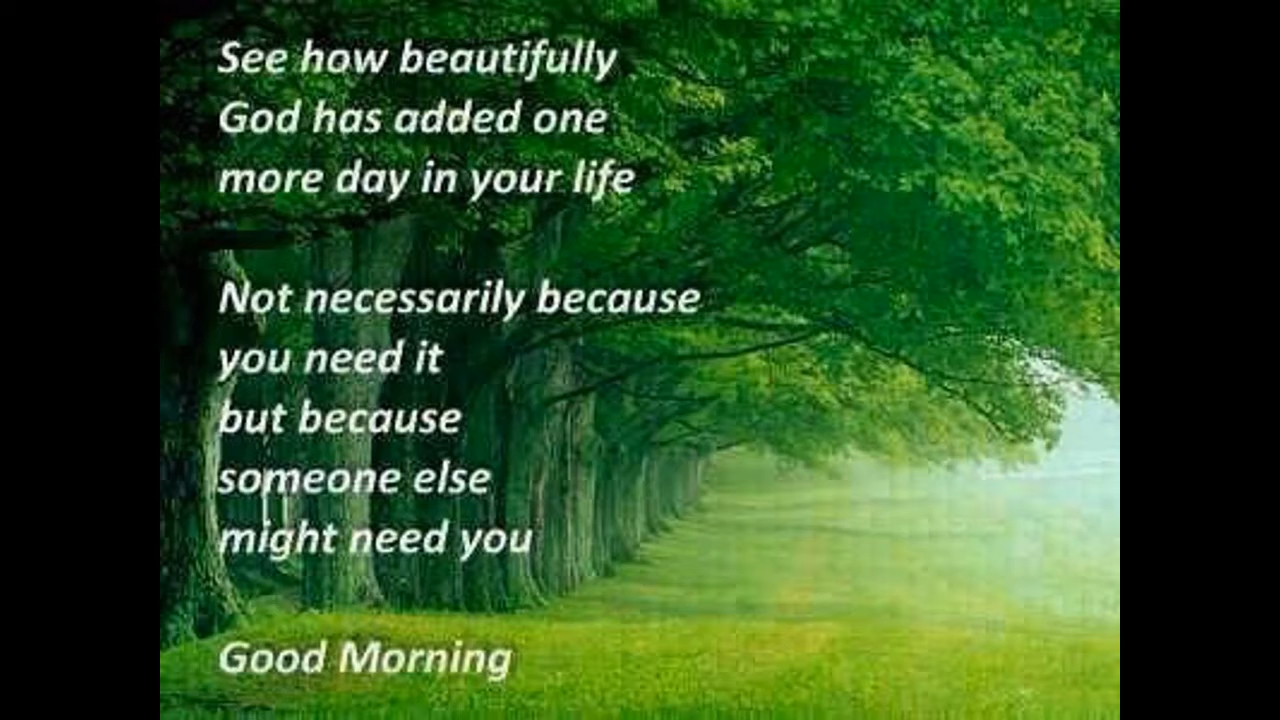 See how beautifully
God has added one
more day in your life
Not necessarily because
you need it
but because
someone else
might need you
Good Morning